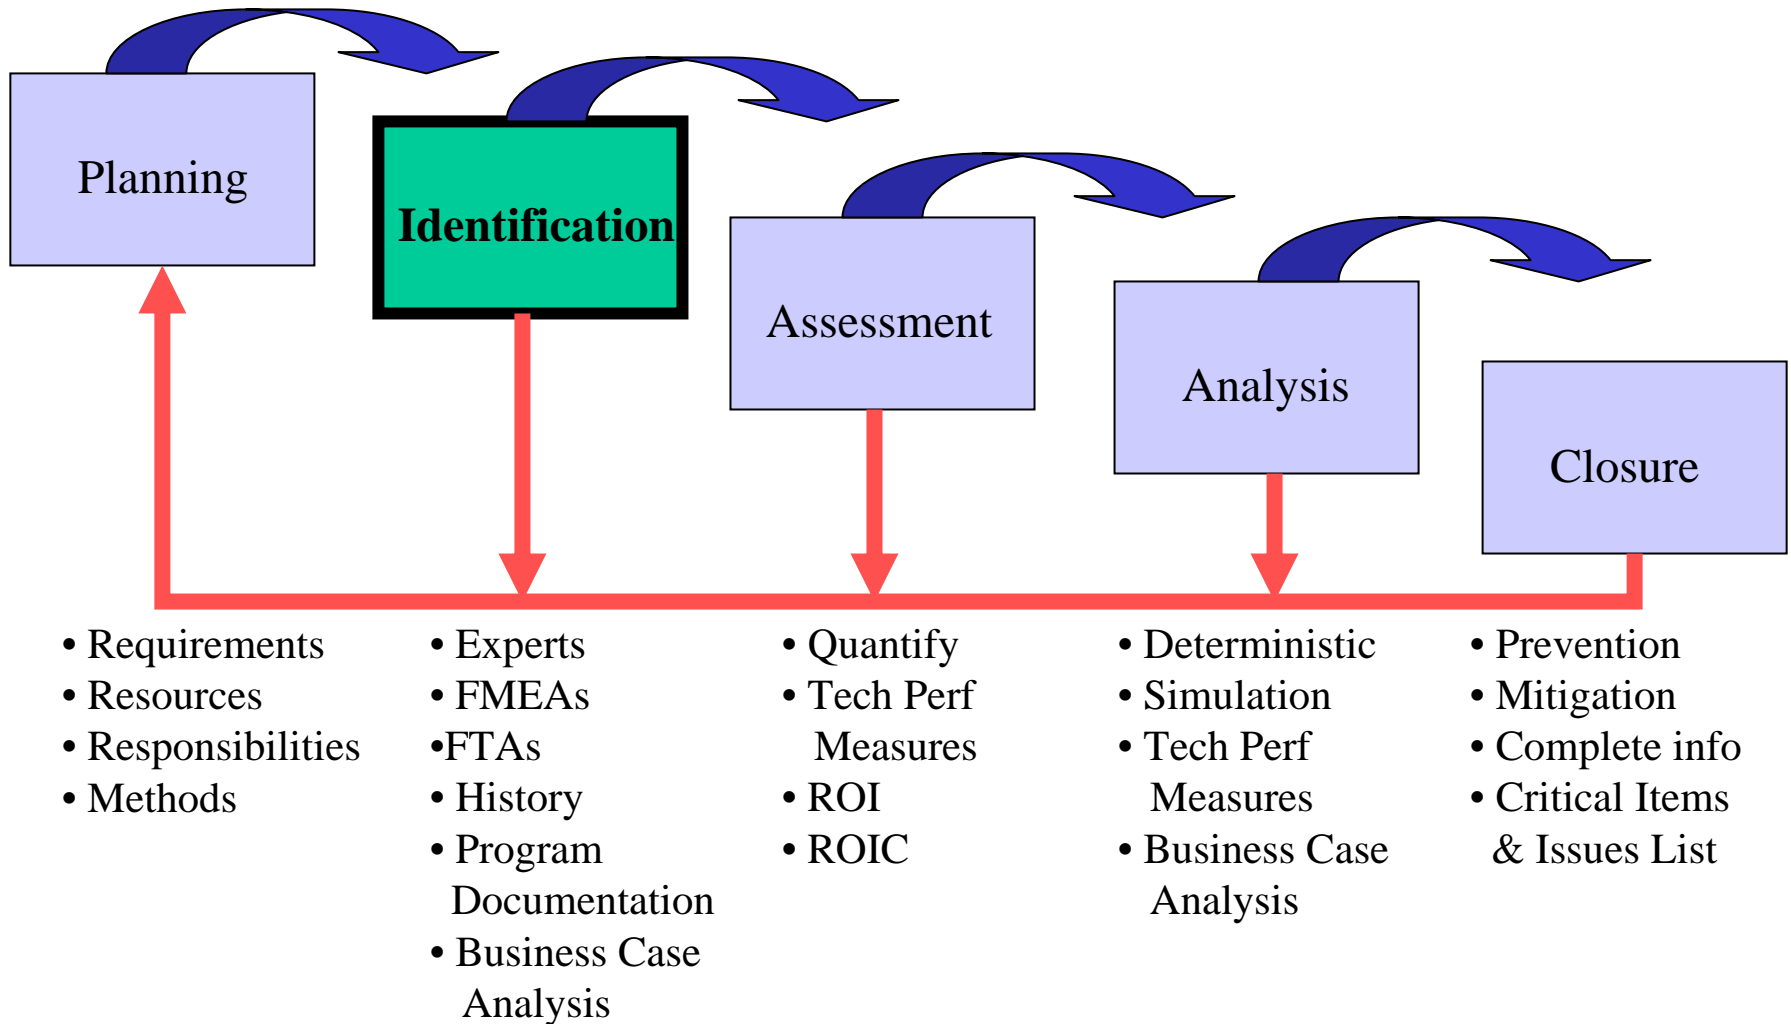 Planning
Identification
Assessment
Analysis
Closure
• Requirements
• Resources
• Responsibilities
• Methods
• Experts
• FMEAs
•FTAs
• History
• Program
Documentation
• Business Case
Analysis
• Quantify
• Tech Perf
Measures
• ROI
• ROIC
• Deterministic
• Simulation
• Tech Perf
Measures
• Business Case
Analysis
• Prevention
• Mitigation
• Complete info
• Critical Items
& Issues List